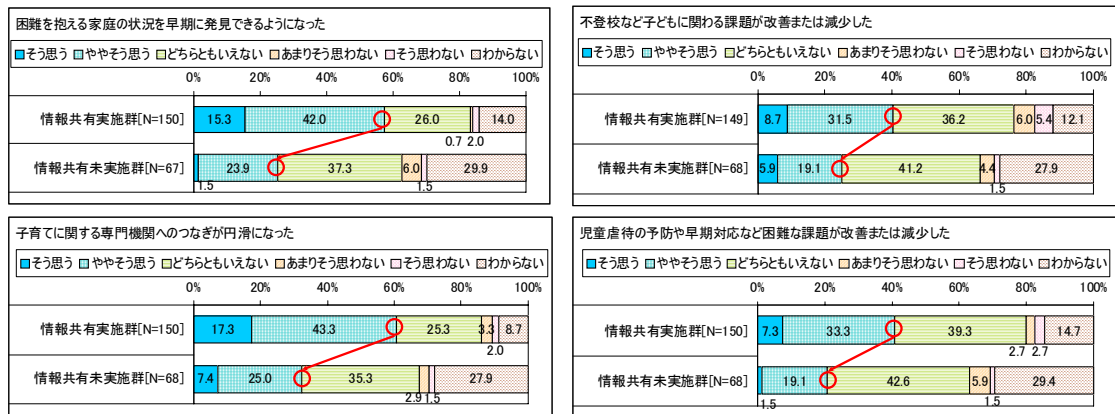 困難を抱える家庭の状況を早期に発見できるようになった
そう思う ややそう思う どちらともいえない あまりそう思わない そう思わない わからない
0% 20% 40% 60% 80% 100%
情報共有実施群[N=150] 15.3 42.0 26.0 14.0
0.7 2.0
情報共有未実施群[N=67] 23.9 37.3 6.0 29.9
1.5 1.5
不登校など子どもに関わる課題が改善または減少した
そう思う ややそう思う どちらともいえない あまりそう思わない そう思わない わからない
0% 20% 40% 60% 80% 100%
情報共有実施群[N=149] 8.7 31.5 36.2 6.0 5.4 12.1
情報共有未実施群[N=68] 5.9 19.1 41.2 4.4 27.9
1.5
子育てに関する専門機関へのつなぎが円滑になった
そう思う ややそう思う どちらともいえない あまりそう思わない そう思わない わからない
0% 20% 40% 60% 80% 100%
情報共有実施群[N=150] 17.3 43.3 25.3 3.3 8.7
2.0
情報共有未実施群[N=68] 7.4 25.0 35.3 27.9
2.9 1.5
児童虐待の予防や早期対応など困難な課題が改善または減少した
そう思う ややそう思う どちらともいえない あまりそう思わない そう思わない わからない
0% 20% 40% 60% 80% 100%
情報共有実施群[N=150] 7.3 33.3 39.3 14.7
2.7 2.7
情報共有未実施群[N=68] 19.1 42.6 5.9 29.4
1.5 1.5